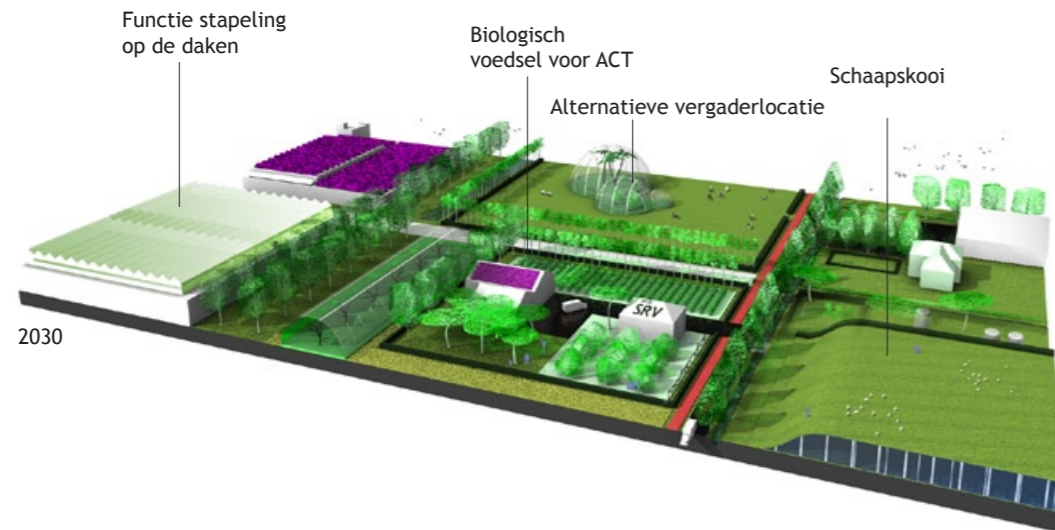 Functie stapeling
op de daken
Biologisch
voedsel voor ACT
Alternatieve vergaderlocatie
Schaapskooi
SRV
2030